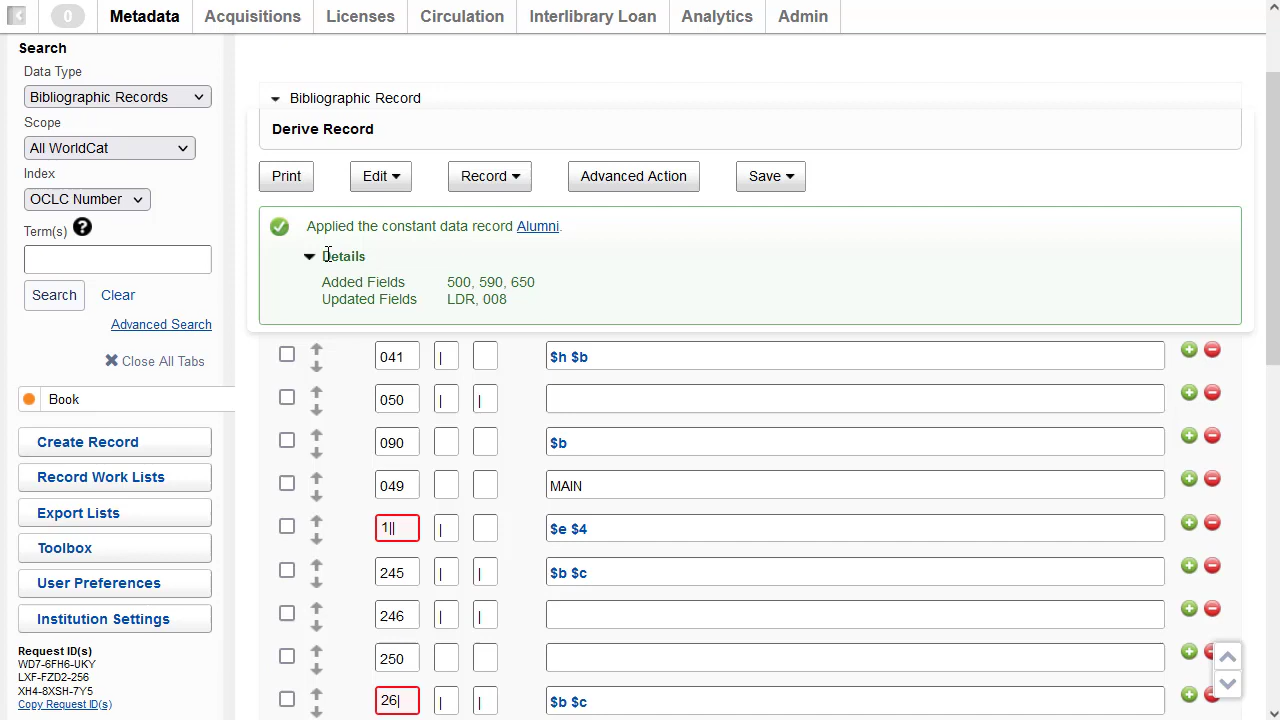 0 Metadata Acquisitions Licenses Circulation Interlibrary Loan Analytics Admin
Search
Data Type
Bibliographic Records
Scope
All WorldCat
Index
OCLC Number
Term(s) ?
Search Clear
Advanced Search
Close All Tabs
Book
Create Record
Record Work Lists
Export Lists
Toolbox
User Preferences
Institution Settings
Request ID(s)
WD7-6FH6-UKY
LXF-FZD2-256
XH4-8XSH-7Y5
Copy Request ID(s)
Bibliographic Record
Derive Record
Print Edit Record Advanced Action Save
Applied the constant data record Alumni.
Details
Added Fields 500, 590, 650
Updated Fields LDR, 008
041 | $h $b
050 | |
090 $b
049 MAIN
1|| | $e $4
245 | | $b $c
246 | |
250
26| | | $b $c